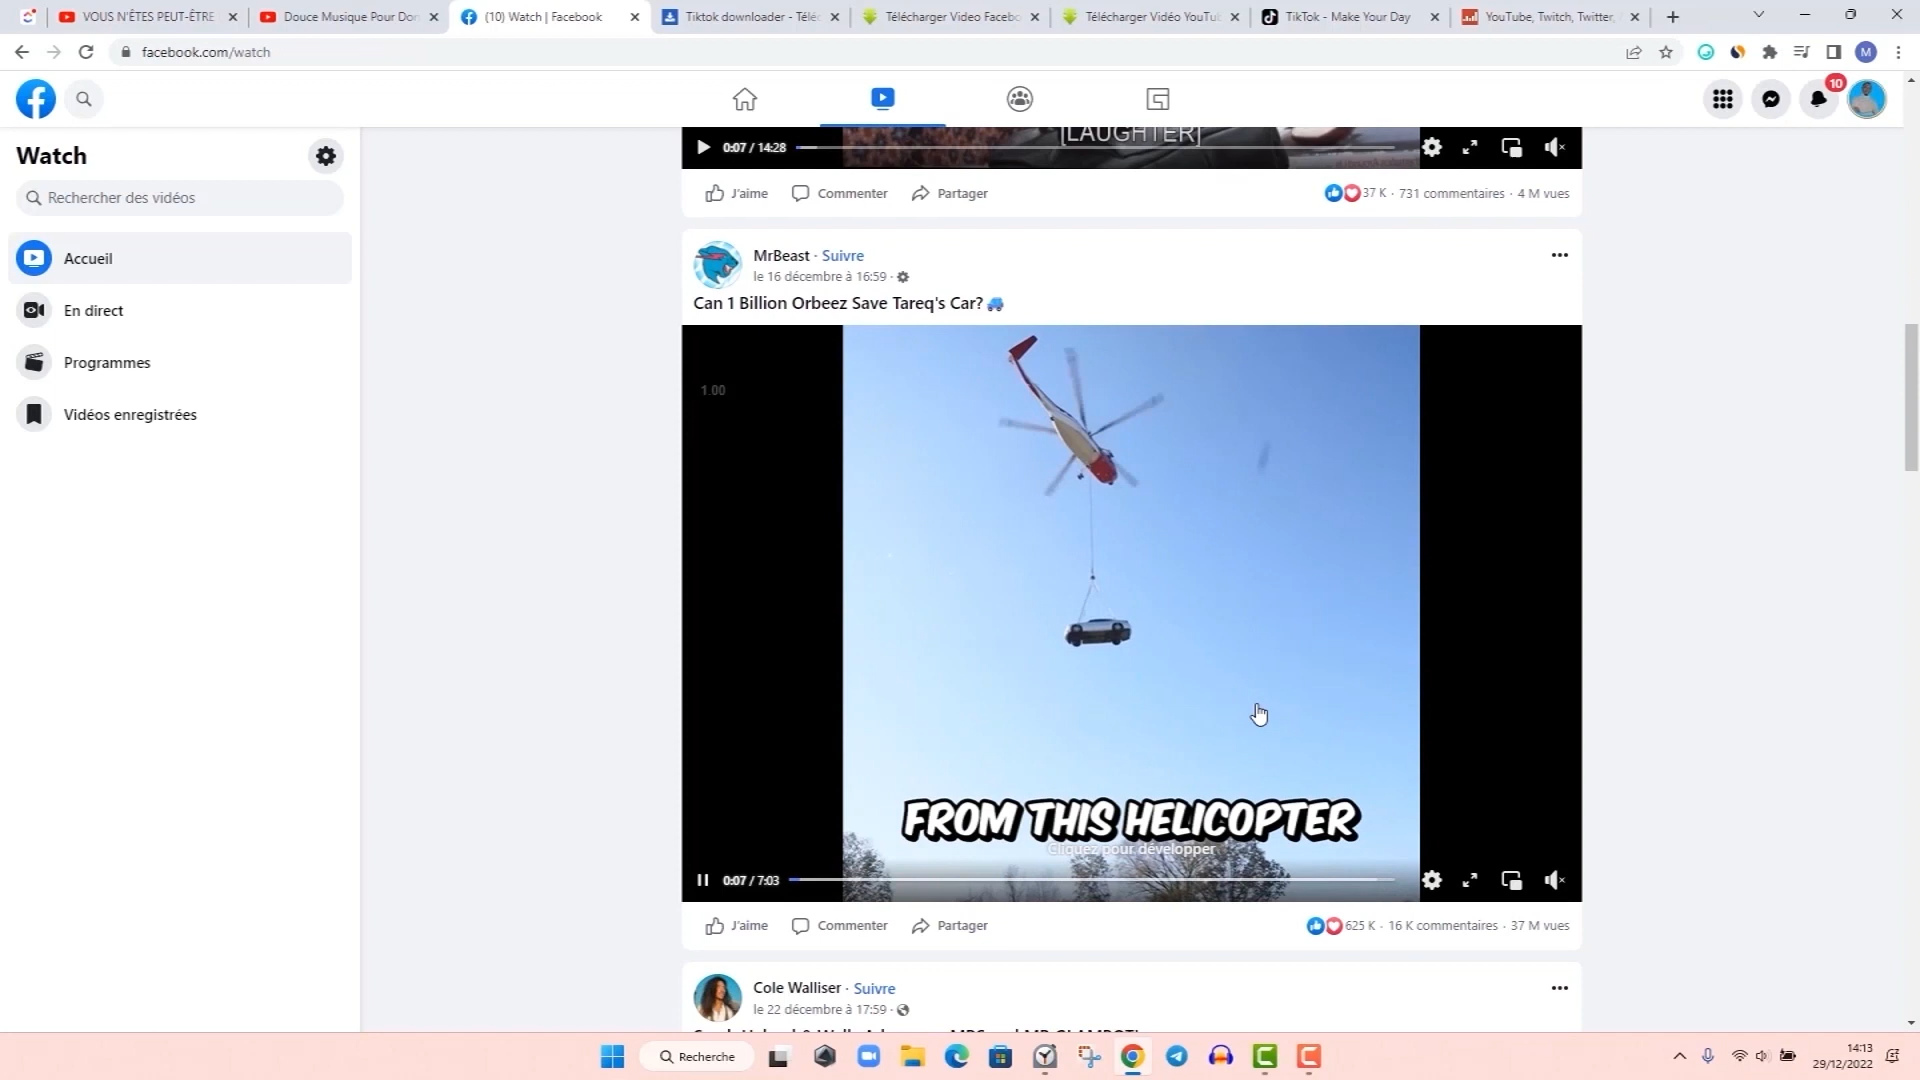 VOUS N'ÊTES PEUT-ÊTRE
Douce Musique Pour Dor
(10) Watch | Facebook
Tiktok downloader - Téléc
Télécharger Video Facebo
Télécharger Vidéo YouTu
TikTok - Make Your Day
YouTube, Twitch, Twitter,
facebook.com/watch
M
10
Watch
Rechercher des vidéos
Accueil
En direct
Programmes
Vidéos enregistrées
[LAUGHTER]
0:07 / 14:28
J'aime
Commenter
Partager
37 K · 731 commentaires · 4 M vues
MrBeast · Suivre
le 16 décembre à 16:59 ·
Can 1 Billion Orbeez Save Tareq's Car?
1.00
FROM THIS HELICOPTER
Cliquez pour développer
0:07 / 7:03
J'aime
Commenter
Partager
625 K · 16 K commentaires · 37 M vues
Cole Walliser · Suivre
le 22 décembre à 17:59 ·
Recherche
14:13
29/12/2022